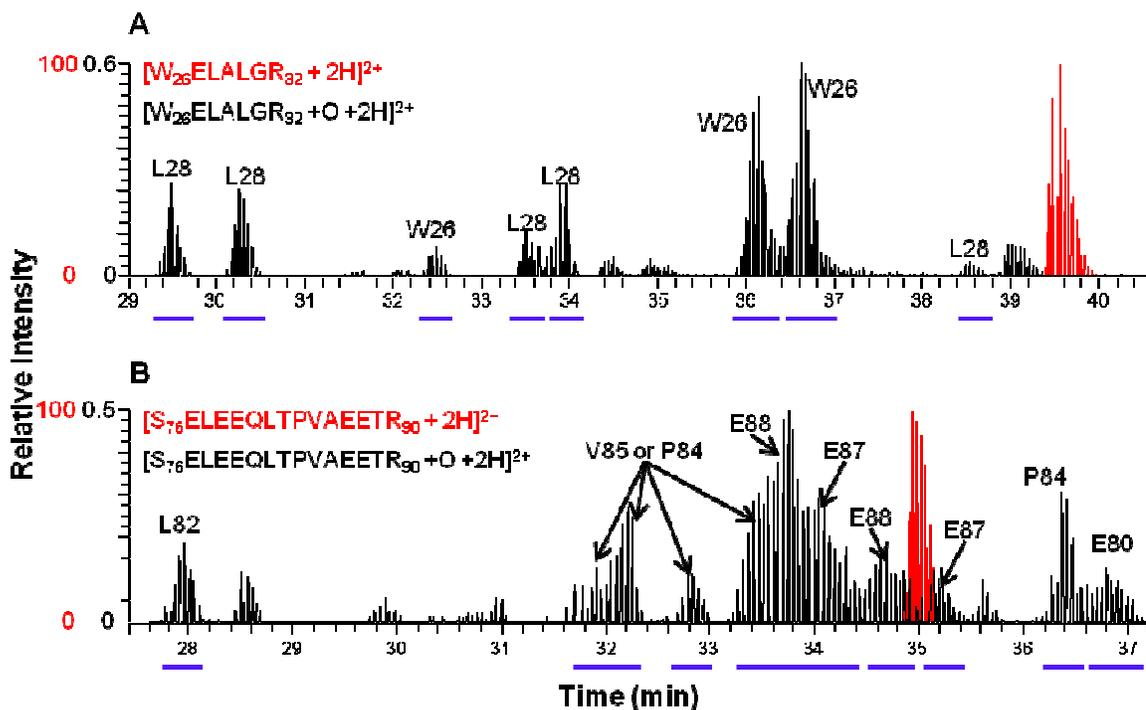 A
100 0.6
[W26ELALGR32 + 2H]2+
[W26ELALGR32 +O +2H]2+
L28
L28
W26
L28
L28
W26
W26
L28
0 0
29 30 31 32 33 34 35 36 37 38 39 40
Relative Intensity
B
100 0.5
[S76ELEEQLTPVAEETR90 + 2H]2+
[S76ELEEQLTPVAEETR90 +O +2H]2+
L82
V85 or P84
E88
E87
E88
E87
P84
E80
0 0
28 29 30 31 32 33 34 35 36 37
Time (min)